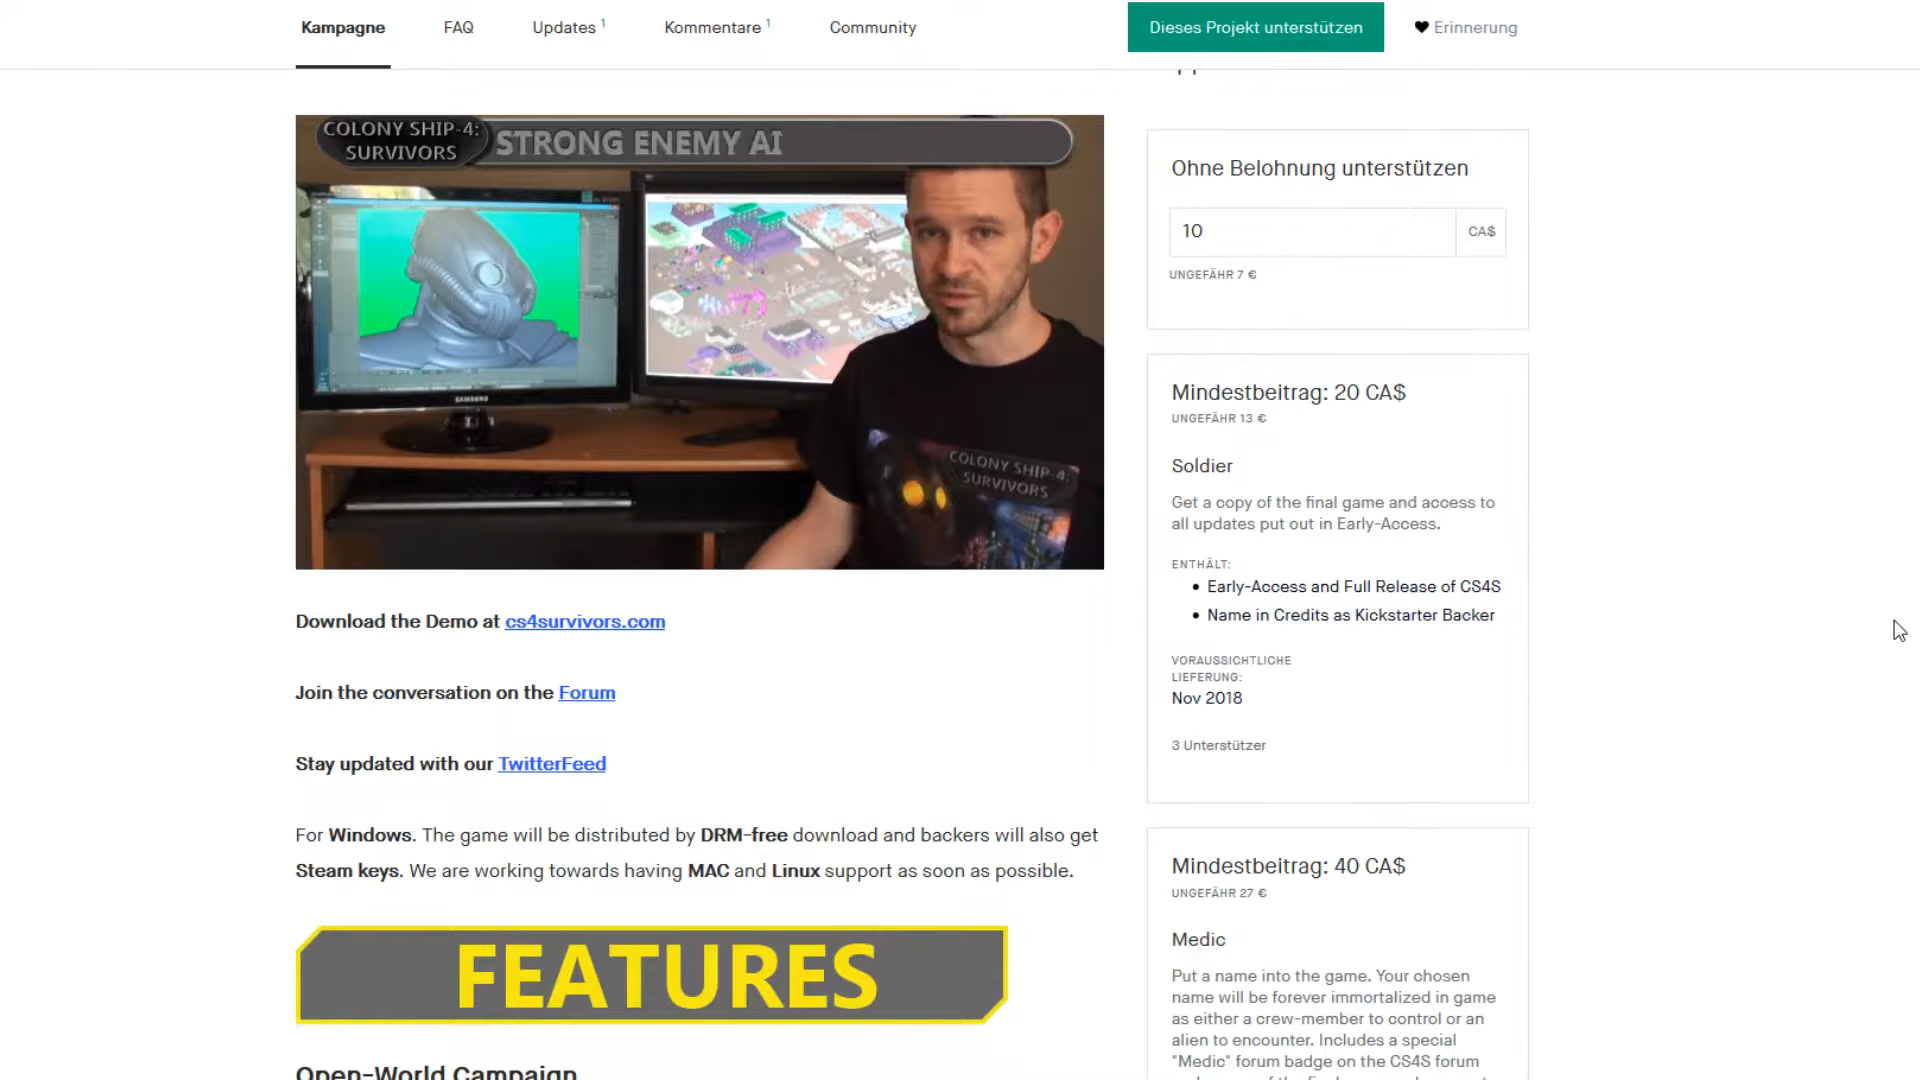 Kampagne
FAQ
Updates 1
Kommentare 1
Community
Dieses Projekt unterstützen
Erinnerung
COLONY SHIP-4:
SURVIVORS
STRONG ENEMY AI
SAMSUNG
COLONY SHIP-4:
SURVIVORS
Download the Demo at cs4survivors.com
Join the conversation on the Forum
Stay updated with our TwitterFeed
For Windows. The game will be distributed by DRM-free download and backers will also get
Steam keys. We are working towards having MAC and Linux support as soon as possible.
FEATURES
Open-World Campaign
Ohne Belohnung unterstützen
10
CA$
UNGEFÄHR 7 €
Mindestbeitrag: 20 CA$
UNGEFÄHR 13 €
Soldier
Get a copy of the final game and access to
all updates put out in Early-Access.
ENTHÄLT:
• Early-Access and Full Release of CS4S
• Name in Credits as Kickstarter Backer
VORAUSSICHTLICHE
LIEFERUNG:
Nov 2018
3 Unterstützer
Mindestbeitrag: 40 CA$
UNGEFÄHR 27 €
Medic
Put a name into the game. Your chosen
name will be forever immortalized in game
as either a crew-member to control or an
alien to encounter. Includes a special
"Medic" forum badge on the CS4S forum